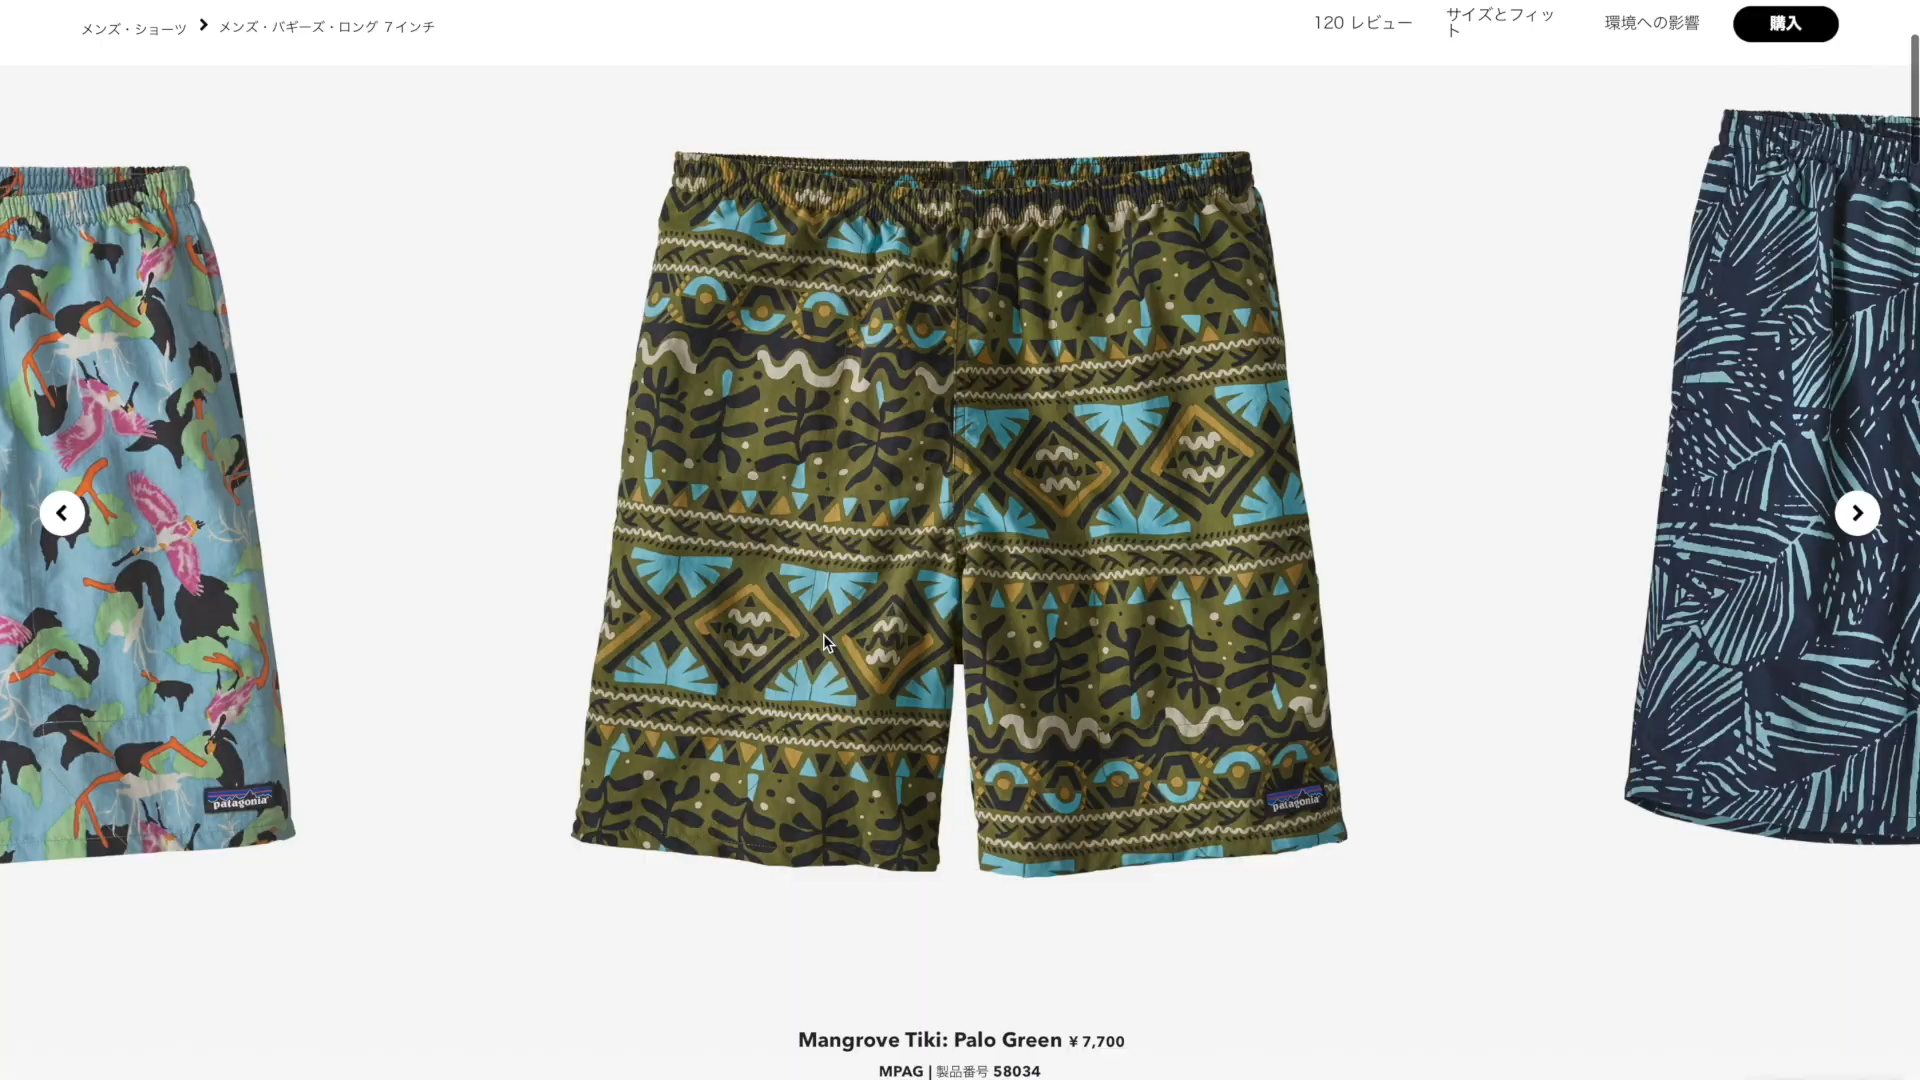 メンズ・ショーツ > メンズ・バギーズ・ロング 7インチ
120 レビュー
サイズとフィッ
ト
環境への影響
購入
patagonia
patagonia
Mangrove Tiki: Palo Green ¥ 7,700
MPAG | 製品番号 58034